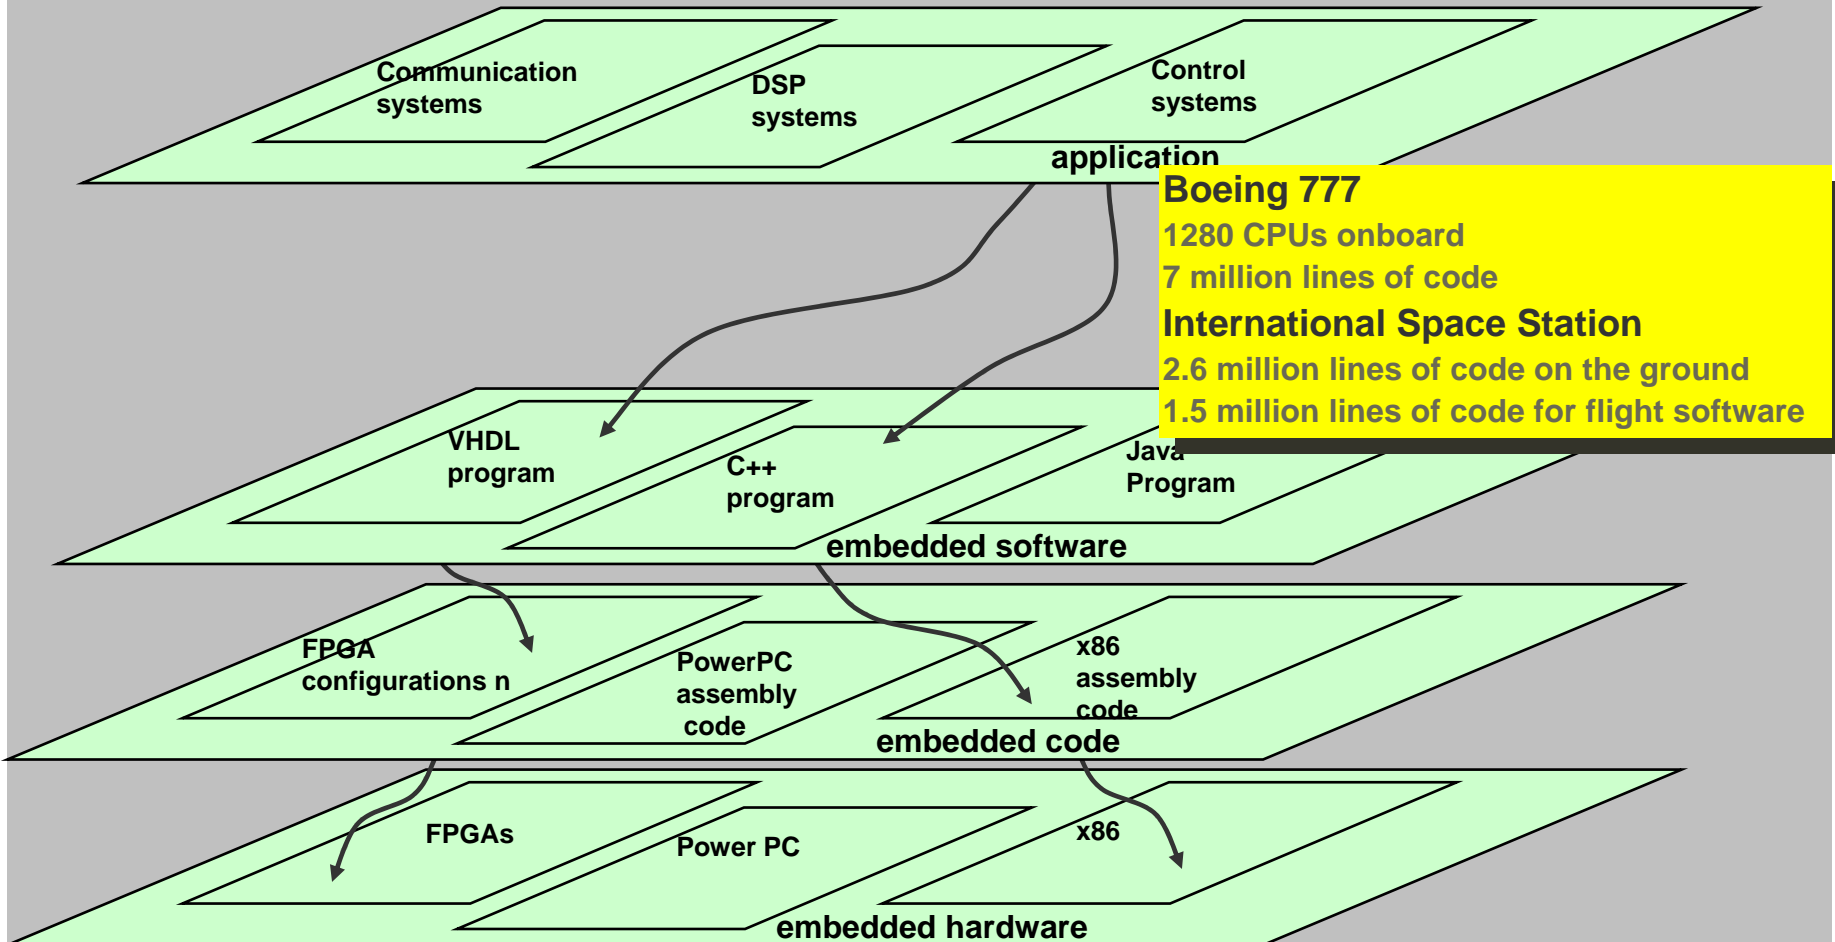 Communication
systems
DSP
systems
Control
systems
application
Boeing 777
1280 CPUs onboard
7 million lines of code
International Space Station
2.6 million lines of code on the ground
1.5 million lines of code for flight software
VHDL
program
C++
program
Java
Program
embedded software
FPGA
configurations n
PowerPC
assembly
code
x86
assembly
code
embedded code
FPGAs
Power PC
x86
embedded hardware